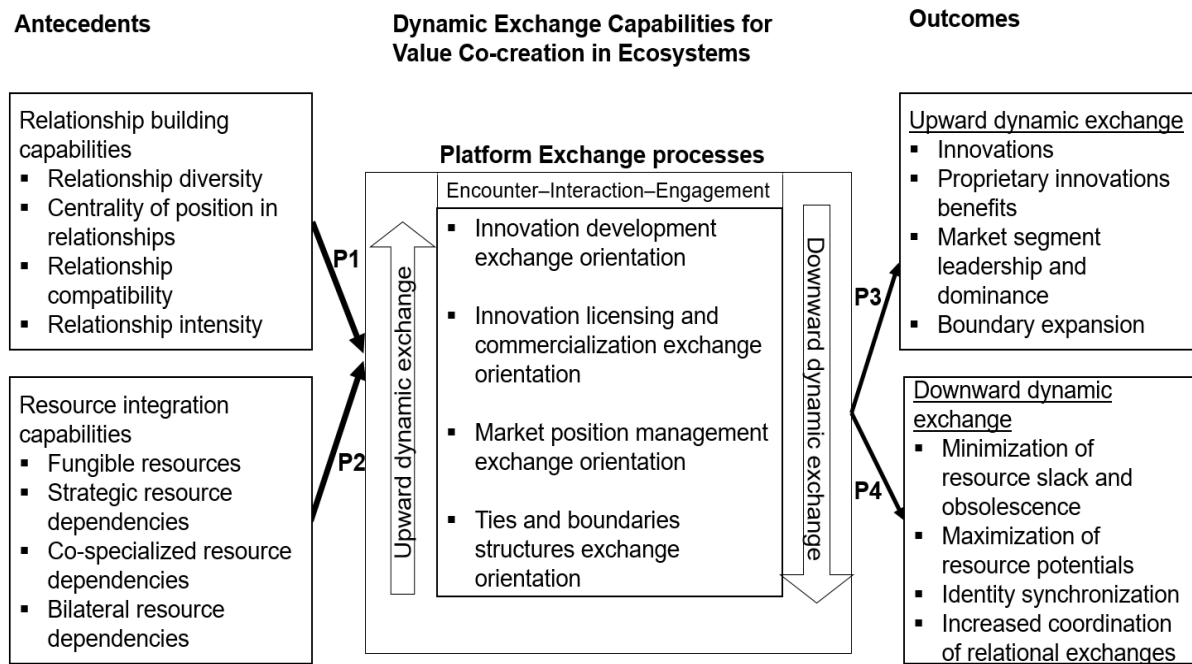 Antecedents
Dynamic Exchange Capabilities for
Value Co-creation in Ecosystems
Outcomes
Relationship building
capabilities
▪ Relationship diversity
▪ Centrality of position in
relationships
▪ Relationship
compatibility
▪ Relationship intensity
Resource integration
capabilities
▪ Fungible resources
▪ Strategic resource
dependencies
▪ Co-specialized resource
dependencies
▪ Bilateral resource
dependencies
P1
P2
Platform Exchange processes
Encounter–Interaction–Engagement
Upward dynamic exchange
▪ Innovation development
exchange orientation
▪ Innovation licensing and
commercialization exchange
orientation
▪ Market position management
exchange orientation
▪ Ties and boundaries
structures exchange
orientation
Downward dynamic exchange
P3
P4
Upward dynamic exchange
▪ Innovations
▪ Proprietary innovations
benefits
▪ Market segment
leadership and
dominance
▪ Boundary expansion
Downward dynamic
exchange
▪ Minimization of
resource slack and
obsolescence
▪ Maximization of
resource potentials
▪ Identity synchronization
▪ Increased coordination
of relational exchanges